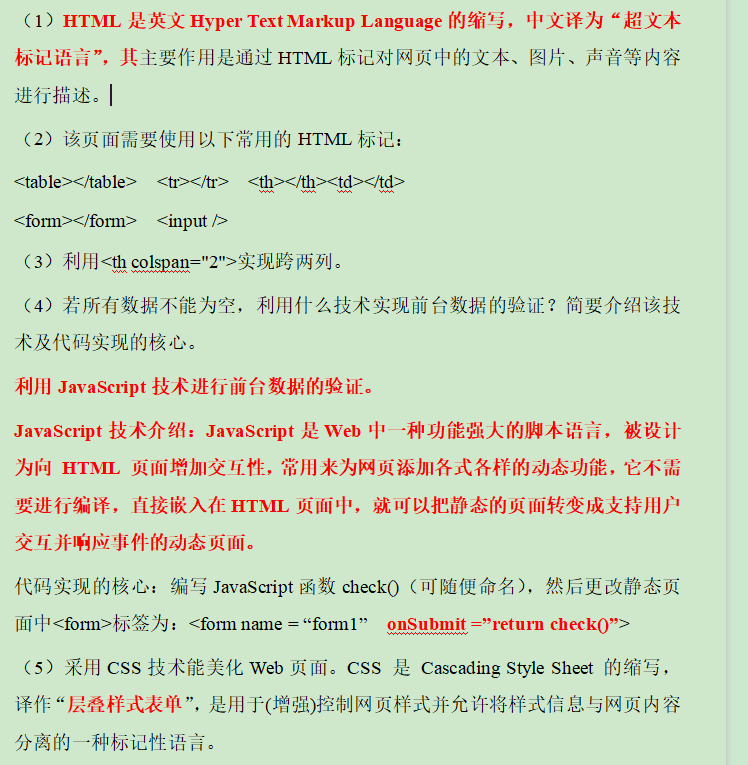 （1）HTML 是英文 Hyper Text Markup Language 的缩写，中文译为“超文本
标记语言”，其主要作用是通过 HTML 标记对网页中的文本、图片、声音等内容
进行描述。
（2）该页面需要使用以下常用的 HTML 标记：
<table></table> <tr></tr> <th></th><td></td>
<form></form> <input />
（3）利用<th colspan="2">实现跨两列。
（4）若所有数据不能为空，利用什么技术实现前台数据的验证？简要介绍该技
术及代码实现的核心。
利用 JavaScript 技术进行前台数据的验证。
JavaScript 技术介绍：JavaScript 是 Web 中一种功能强大的脚本语言，被设计
为向 HTML 页面增加交互性，常用来为网页添加各式各样的动态功能，它不需
要进行编译，直接嵌入在 HTML 页面中，就可以把静态的页面转变成支持用户
交互并响应事件的动态页面。
代码实现的核心：编写 JavaScript 函数 check()（可随便命名），然后更改静态页
面中<form>标签为：<form name = “form1” onSubmit =”return check()”>
（5）采用 CSS 技术能美化 Web 页面。CSS 是 Cascading Style Sheet 的缩写，
译作“层叠样式表单”，是用于(增强)控制网页样式并允许将样式信息与网页内容
分离的一种标记性语言。